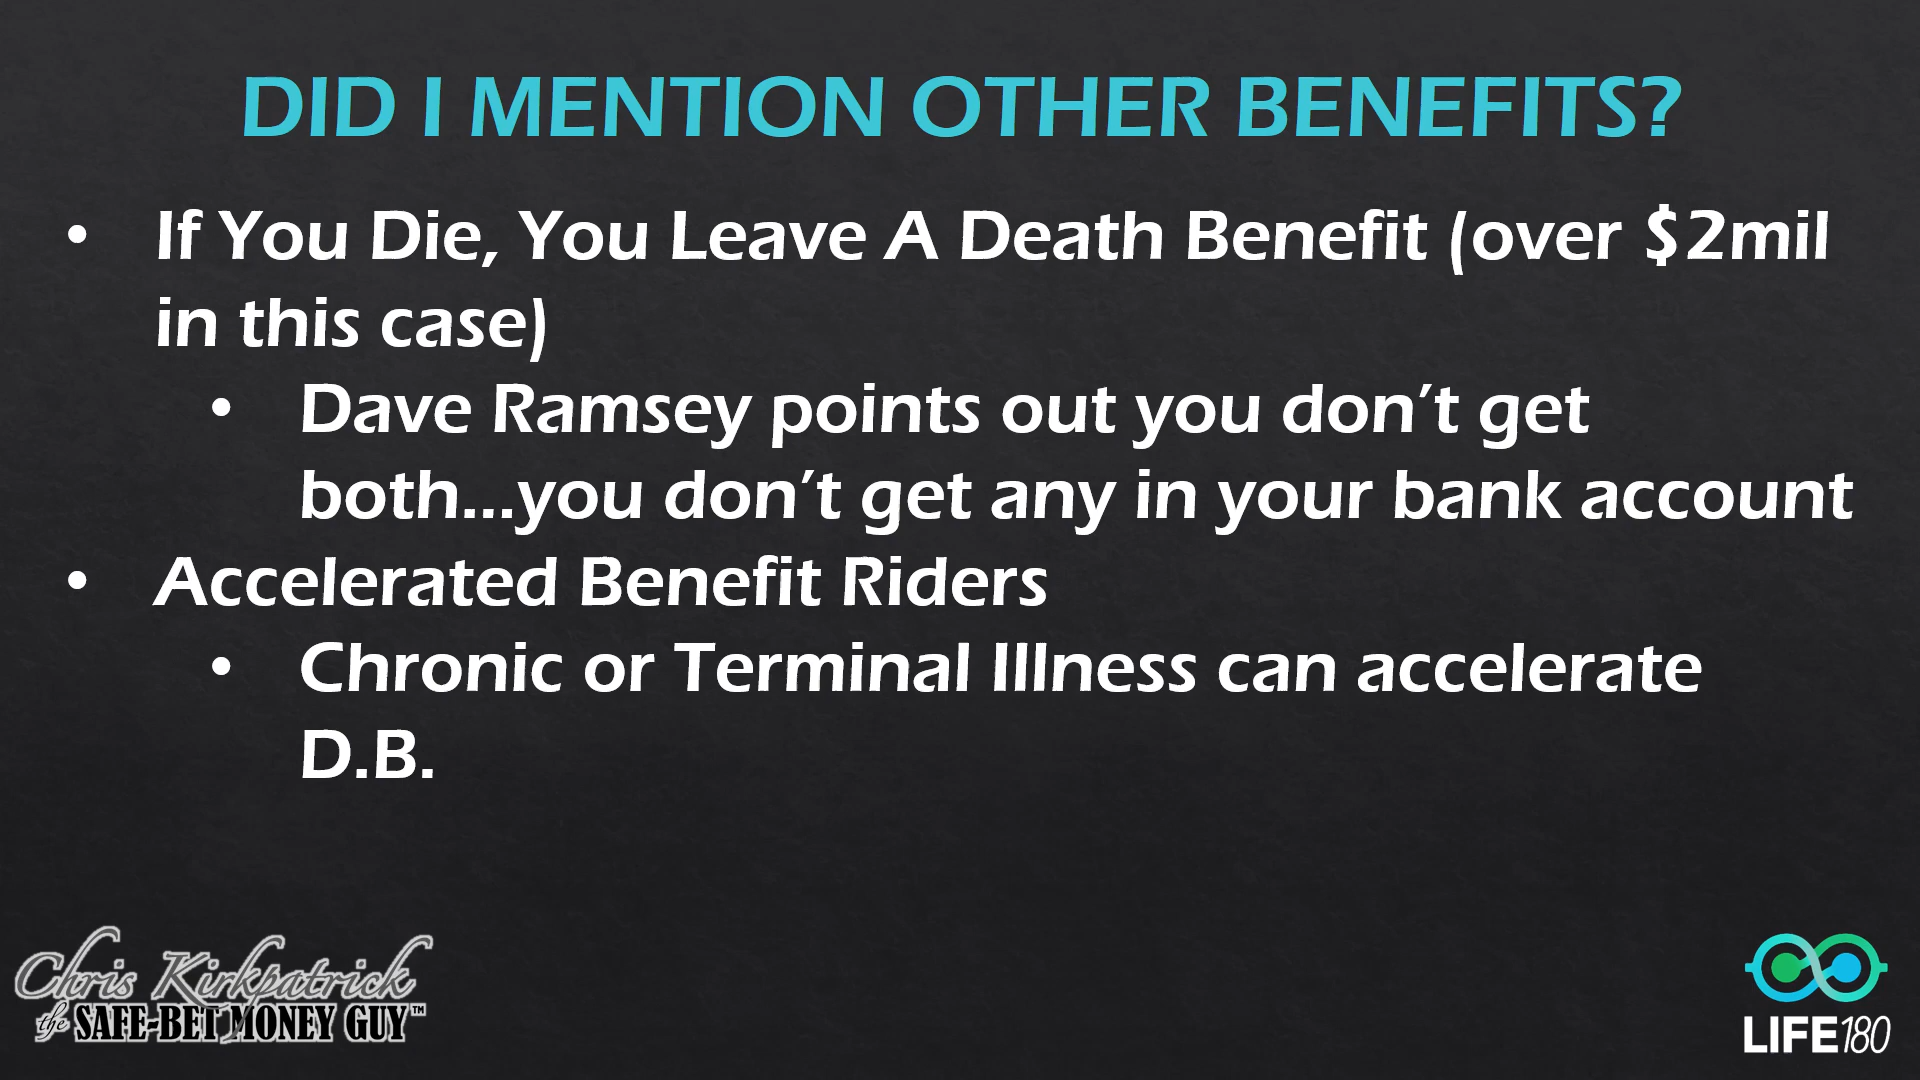 DID I MENTION OTHER BENEFITS?
• If You Die, You Leave A Death Benefit (over $2mil
in this case)
• Dave Ramsey points out you don’t get
both...you don’t get any in your bank account
• Accelerated Benefit Riders
• Chronic or Terminal Illness can accelerate
D.B.
Chris Kirkpatrick
the SAFE-BET MONEY GUY™
LIFE180